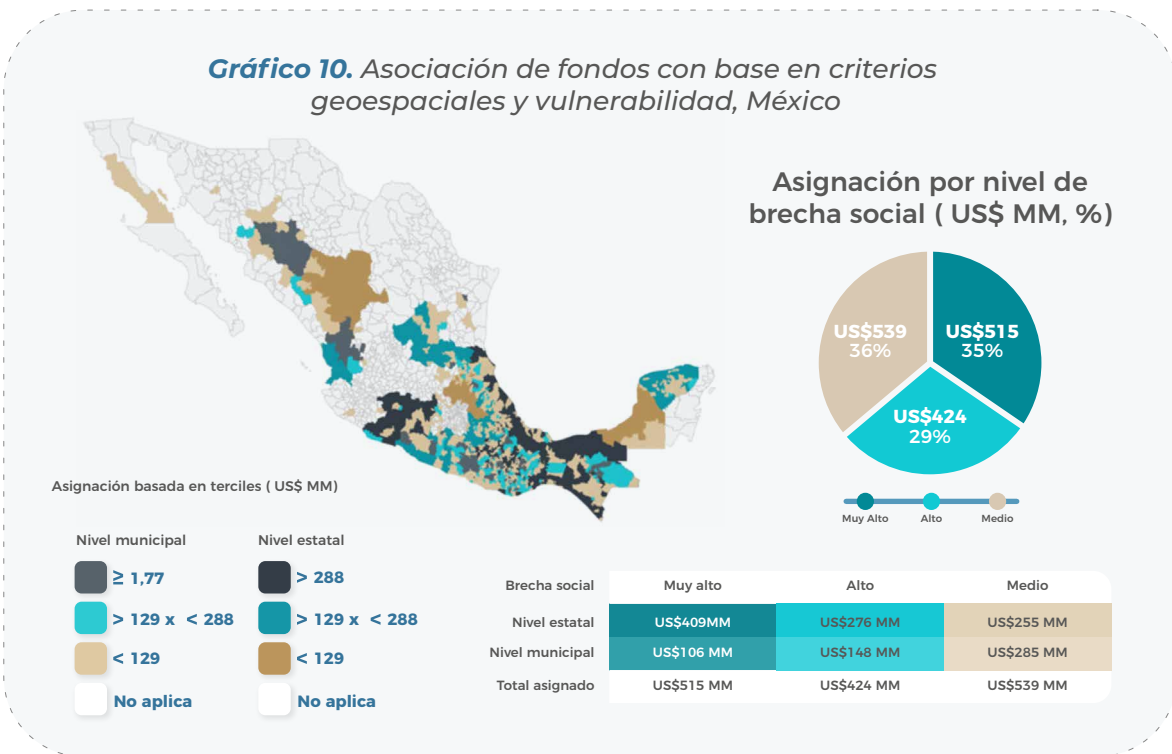 Gráfico 10. Asociación de fondos con base en criterios
geoespaciales y vulnerabilidad, México
Asignación por nivel de
brecha social ( US$ MM, %)
US$539
36%
US$515
35%
US$424
29%
Muy Alto Alto Medio
Asignación basada en terciles ( US$ MM)
Nivel municipal Nivel estatal
≥ 1,77 > 288
> 129 x < 288 > 129 x < 288
< 129 < 129
No aplica No aplica
Brecha social Muy alto Alto Medio
Nivel estatal US$409MM US$276 MM US$255 MM
Nivel municipal US$106 MM US$148 MM US$285 MM
Total asignado US$515 MM US$424 MM US$539 MM